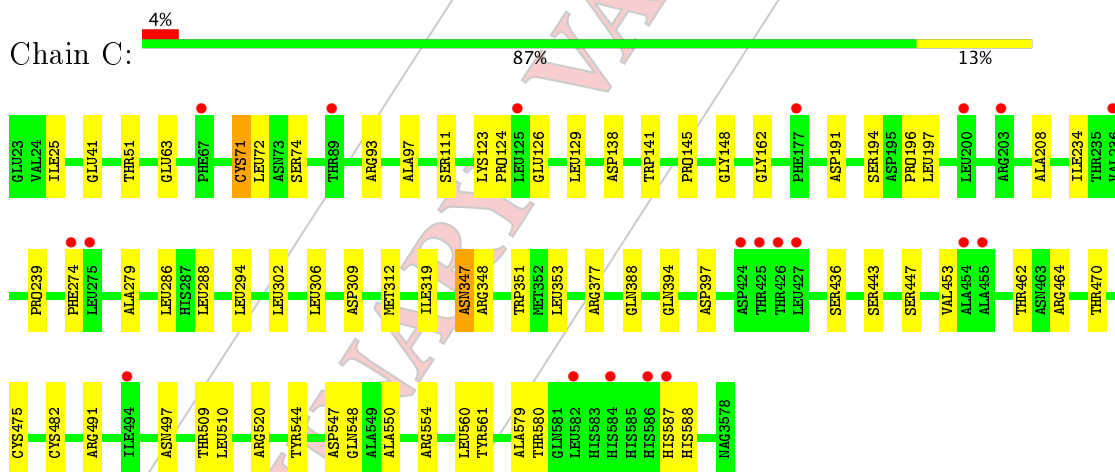 4%
Chain C:
87% 13%
GLU23 VAL24 ILE25 GLU41 THR51 GLU63 PHE67 CYS71 LEU72 ASN73 SER74 THR89 ARG93 ALA97 SER111 LYS123 PRO124 LEU125 GLU126 LEU129 ASP138 TRP141 PRO145 GLY148 GLY162 PHE177 ASP191 SER194 ASP195 PRO196 LEU197 LEU200 ARG203 ALA208 ILE234 THR235 VAL236
PRO239 PHE274 LEU275 ALA279 LEU286 HIS287 LEU288 LEU294 LEU302 LEU306 ASP309 MET312 ILE319 ASN347 ARG348 TRP351 MET352 LEU353 ARG377 GLN388 GLN394 ASP397 ASP424 THR425 THR426 LEU427 SER436 SER443 SER447 VAL453 ALA454 ALA455 THR462 ASN463 ARG464 THR470
CYS475 CYS482 ARG491 ILE494 ASN497 THR509 LEU510 ARG520 TYR544 ASP547 GLN548 ALA549 ALA550 ARG554 LEU560 TYR561 ALA579 THR580 GLN581 LEU582 HIS583 HIS584 HIS585 HIS586 HIS587 HIS588 NAG3578